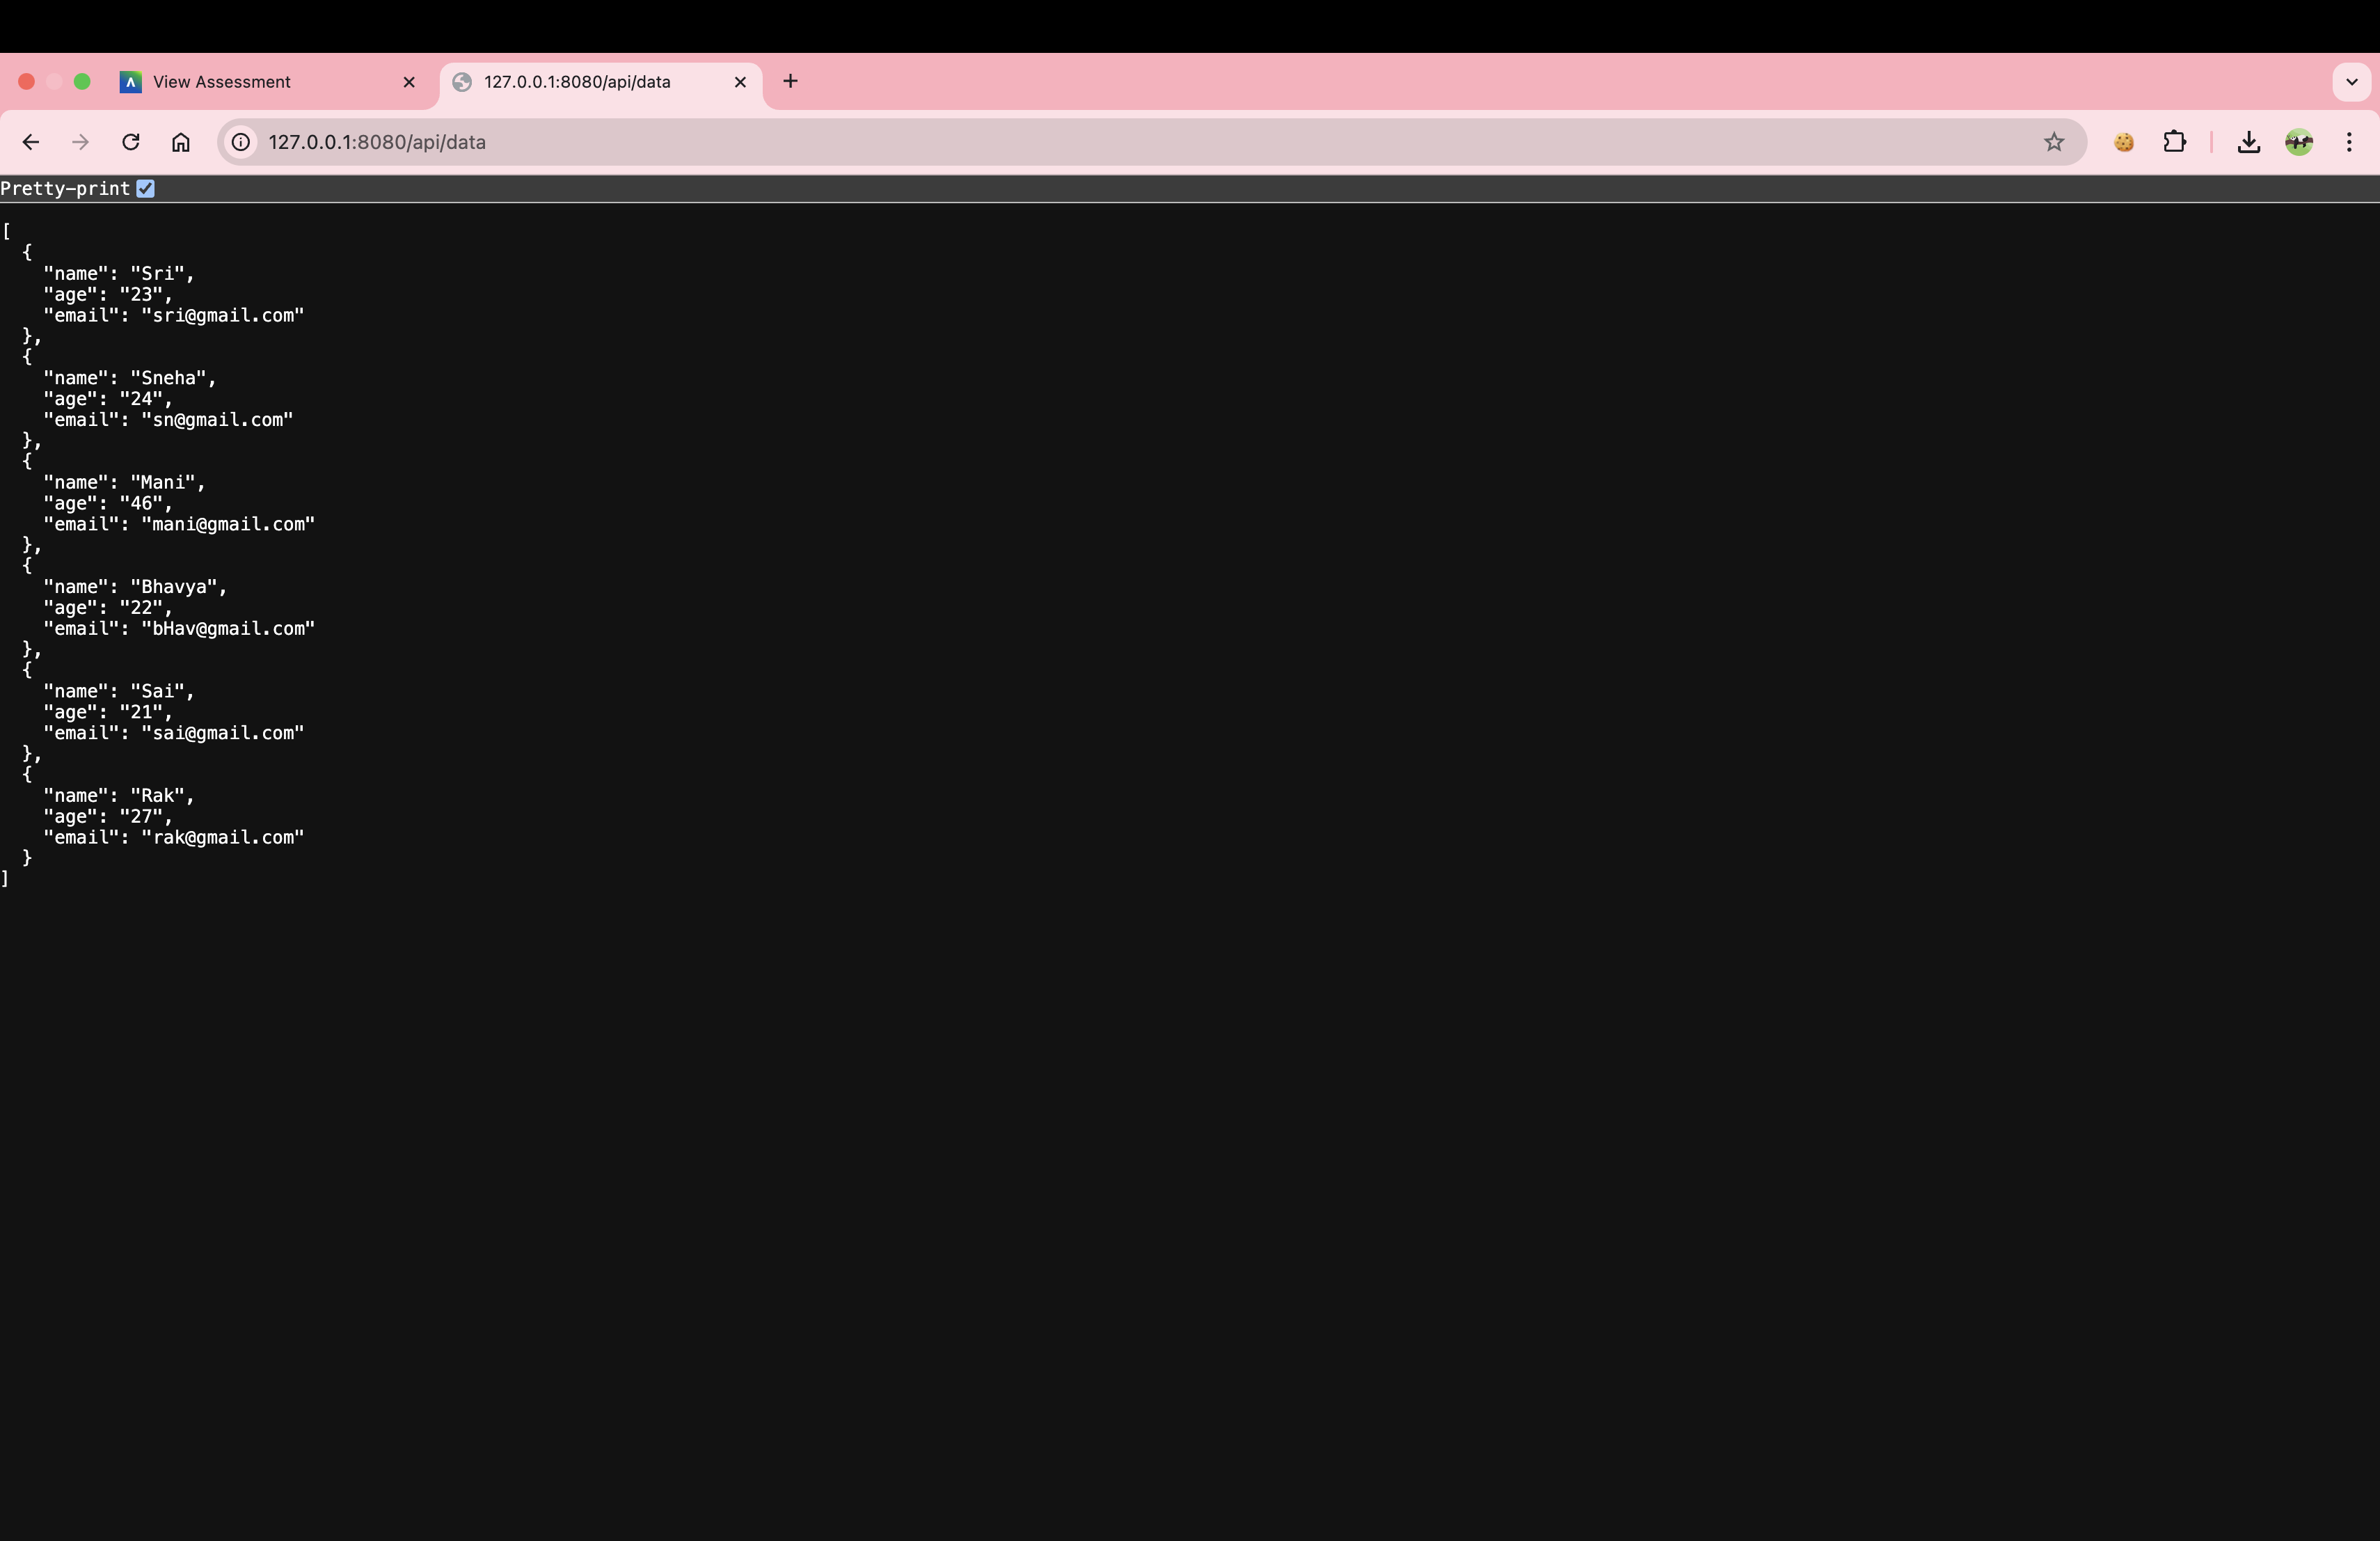 View Assessment
127.0.0.1:8080/api/data
127.0.0.1:8080/api/data
Pretty-print
[
  {
    "name": "Sri",
    "age": "23",
    "email": "sri@gmail.com"
  },
  {
    "name": "Sneha",
    "age": "24",
    "email": "sn@gmail.com"
  },
  {
    "name": "Mani",
    "age": "46",
    "email": "mani@gmail.com"
  },
  {
    "name": "Bhavya",
    "age": "22",
    "email": "bHav@gmail.com"
  },
  {
    "name": "Sai",
    "age": "21",
    "email": "sai@gmail.com"
  },
  {
    "name": "Rak",
    "age": "27",
    "email": "rak@gmail.com"
  }
]